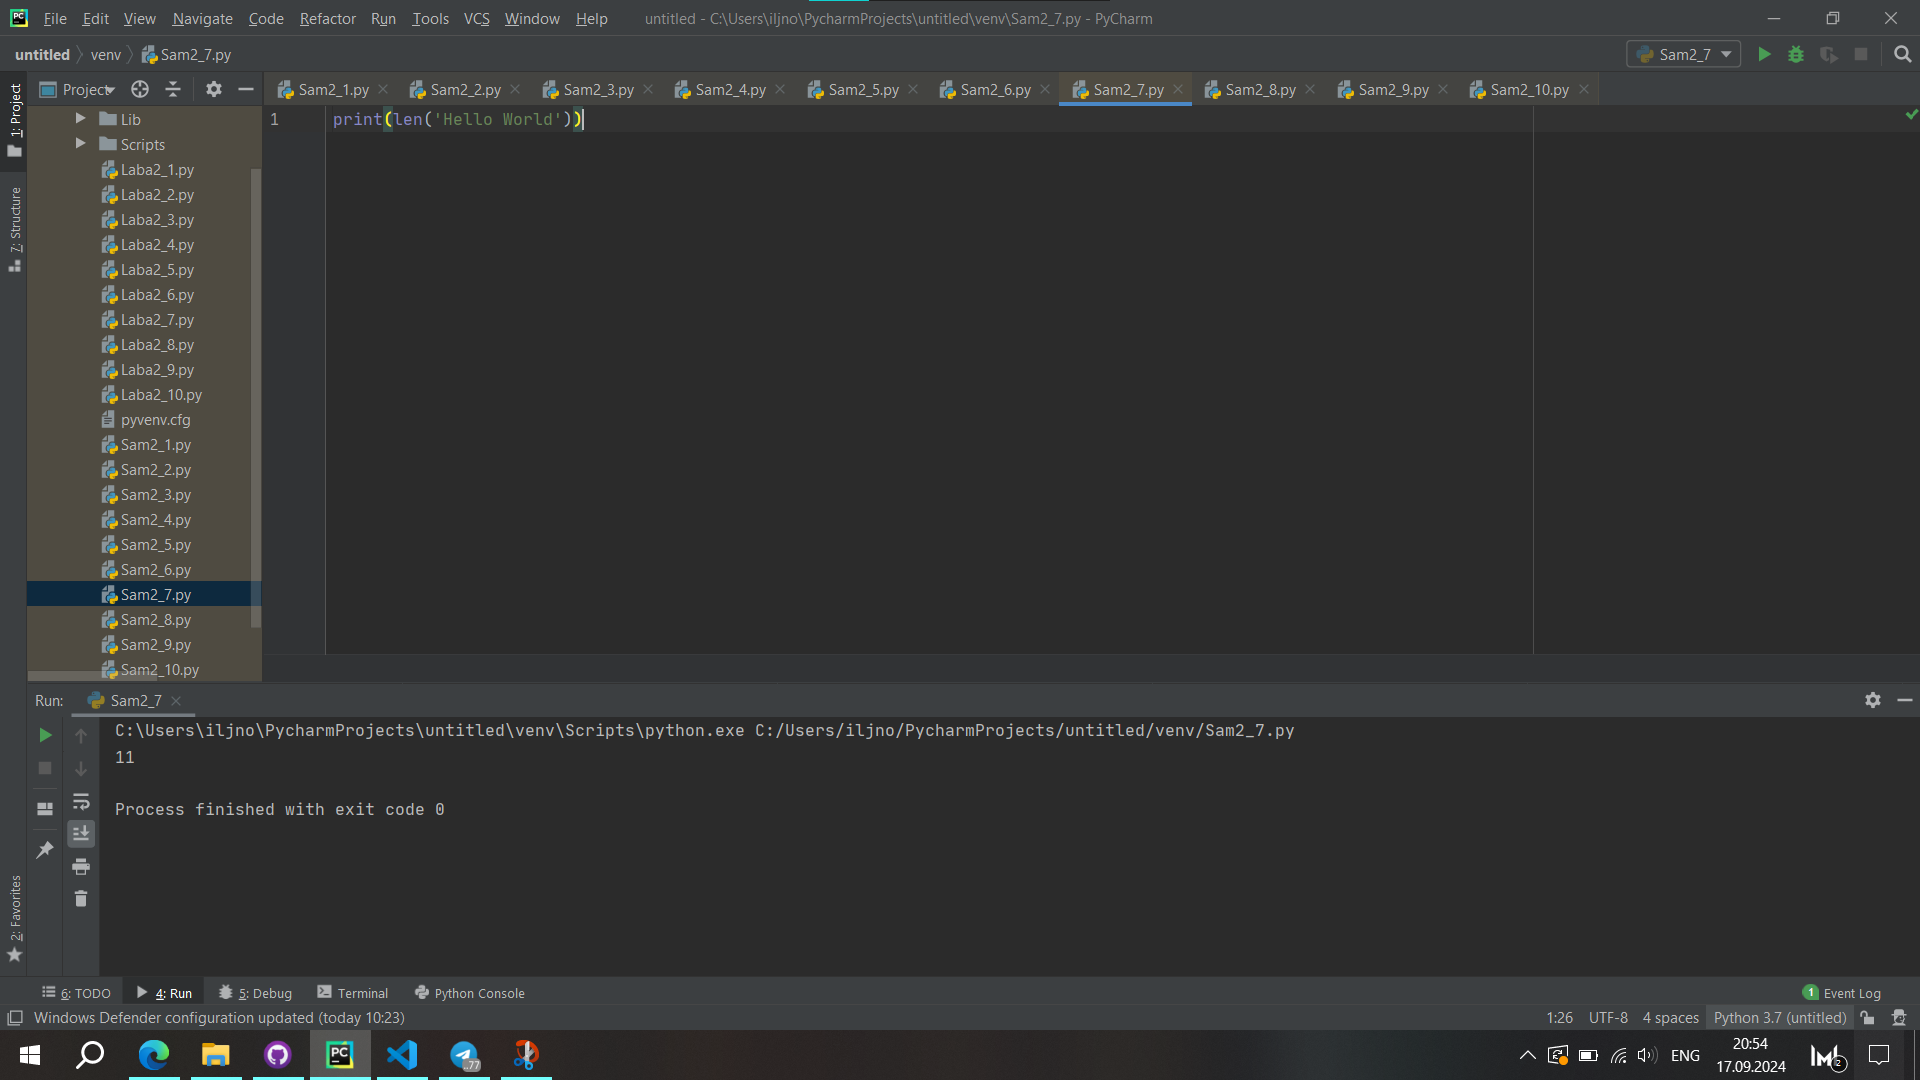 File Edit View Navigate Code Refactor Run Tools VCS Window Help untitled - C:\Users\iljno\PycharmProjects\untitled\venv\Sam2_7.py - PyCharm
untitled venv Sam2_7.py Sam2_7
Project Sam2_1.py Sam2_2.py Sam2_3.py Sam2_4.py Sam2_5.py Sam2_6.py Sam2_7.py Sam2_8.py Sam2_9.py Sam2_10.py
1: Project
7: Structure
2: Favorites
Lib
Scripts
Laba2_1.py
Laba2_2.py
Laba2_3.py
Laba2_4.py
Laba2_5.py
Laba2_6.py
Laba2_7.py
Laba2_8.py
Laba2_9.py
Laba2_10.py
pyvenv.cfg
Sam2_1.py
Sam2_2.py
Sam2_3.py
Sam2_4.py
Sam2_5.py
Sam2_6.py
Sam2_7.py
Sam2_8.py
Sam2_9.py
Sam2_10.py
1 print(len('Hello World'))
Run: Sam2_7
C:\Users\iljno\PycharmProjects\untitled\venv\Scripts\python.exe C:/Users/iljno/PycharmProjects/untitled/venv/Sam2_7.py
11
Process finished with exit code 0
6: TODO 4: Run 5: Debug Terminal Python Console 1 Event Log
Windows Defender configuration updated (today 10:23) 1:26 UTF-8 4 spaces Python 3.7 (untitled)
PC ..77 ENG 20:54 2
17.09.2024